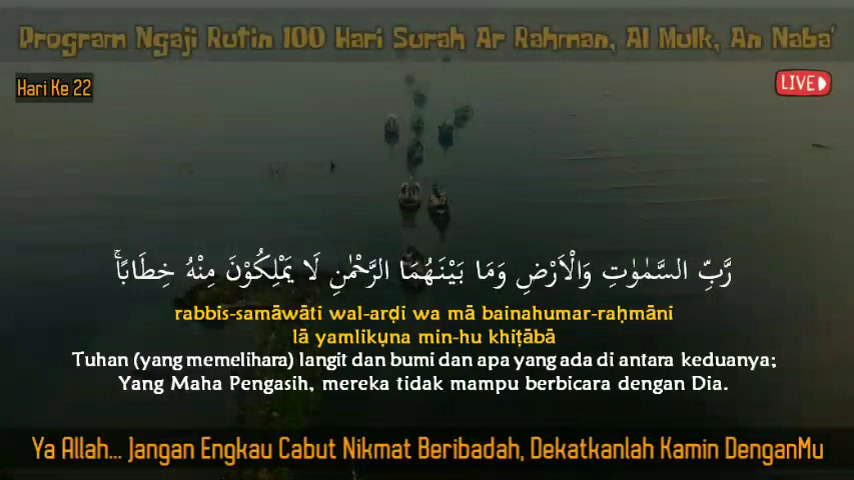 Program Ngaji Rutin 100 Hari Surah Ar Rahman, Al Mulk, An Naba'
Hari Ke 22
LIVE
رَّبِّ السَّمٰوٰتِ وَالْاَرْضِ وَمَا بَيْنَهُمَا الرَّحْمٰنِ لَا يَمْلِكُوْنَ مِنْهُ خِطَابًاۚ
rabbis-samāwāti wal-arḍi wa mā bainahumar-raḥmāni
lā yamlikụna min-hu khiṭābā
Tuhan (yang memelihara) langit dan bumi dan apa yang ada di antara keduanya;
Yang Maha Pengasih, mereka tidak mampu berbicara dengan Dia.
Ya Allah... Jangan Engkau Cabut Nikmat Beribadah, Dekatkanlah Kamin DenganMu